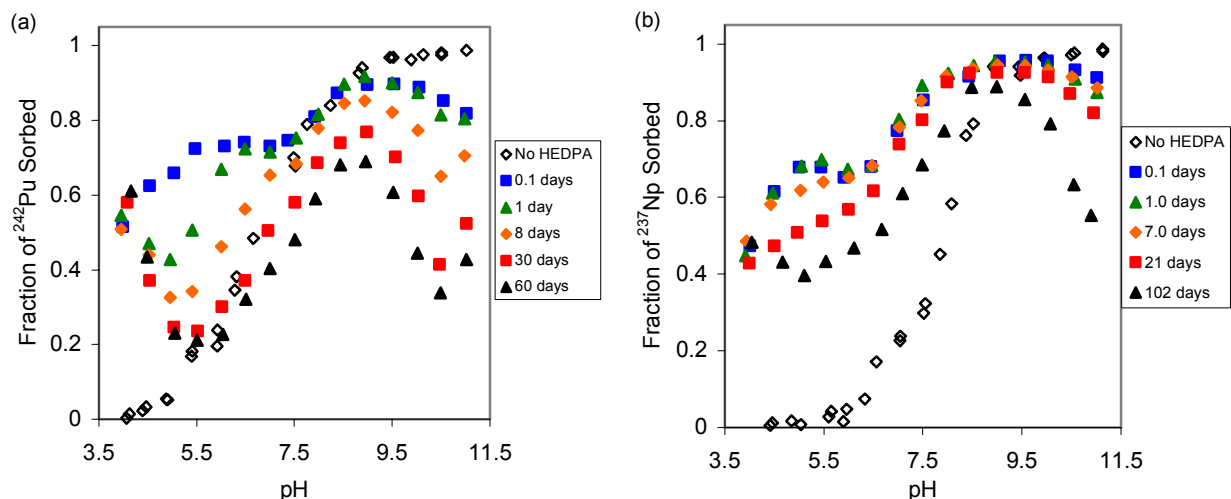 (a)
Fraction of ²⁴²Pu Sorbed
1
0.8
0.6
0.4
0.2
0
3.5 5.5 7.5 9.5 11.5
pH
No HEDPA
0.1 days
1 day
8 days
30 days
60 days
(b)
Fraction of ²³⁷Np Sorbed
1
0.8
0.6
0.4
0.2
0
3.5 5.5 7.5 9.5 11.5
pH
No HEDPA
0.1 days
1.0 days
7.0 days
21 days
102 days